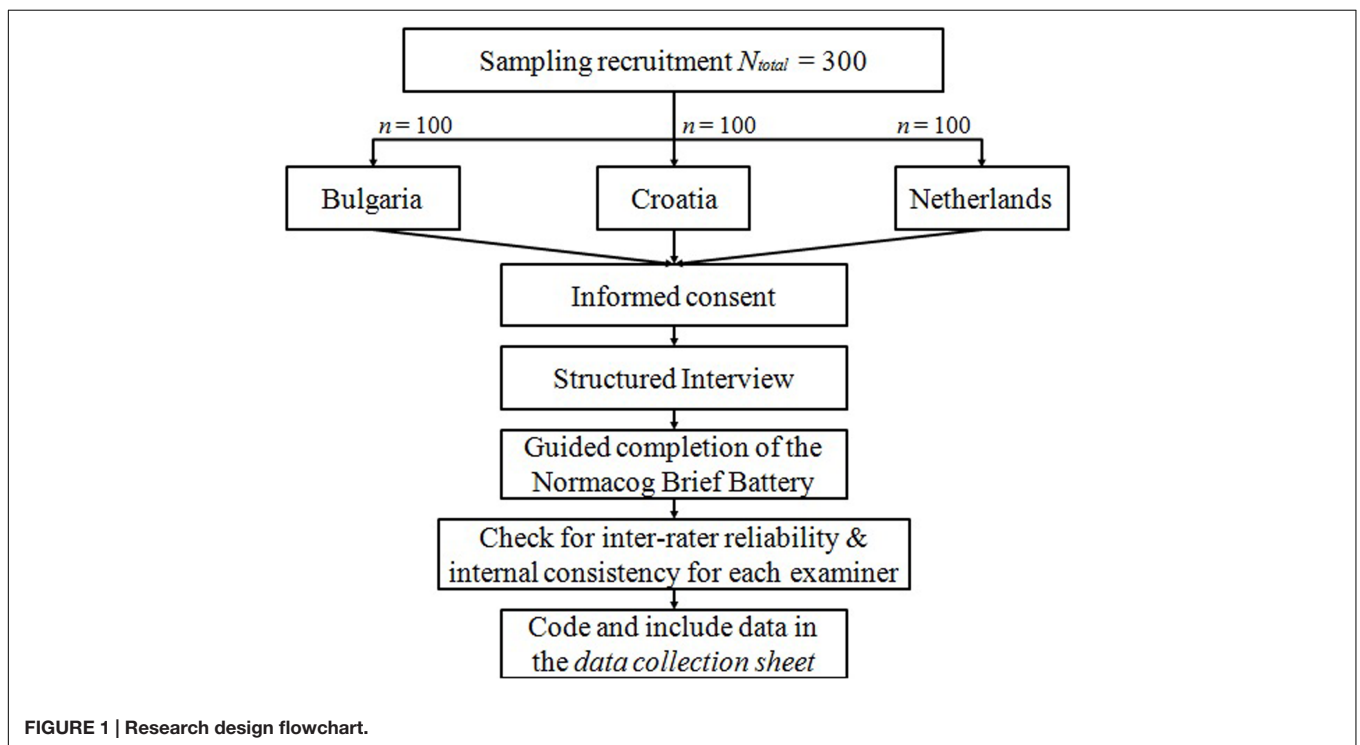 Sampling recruitment Ntotal = 300
n = 100
n = 100
n = 100
Bulgaria
Croatia
Netherlands
Informed consent
Structured Interview
Guided completion of the
Normacog Brief Battery
Check for inter-rater reliability &
internal consistency for each examiner
Code and include data in
the data collection sheet
FIGURE 1 | Research design flowchart.